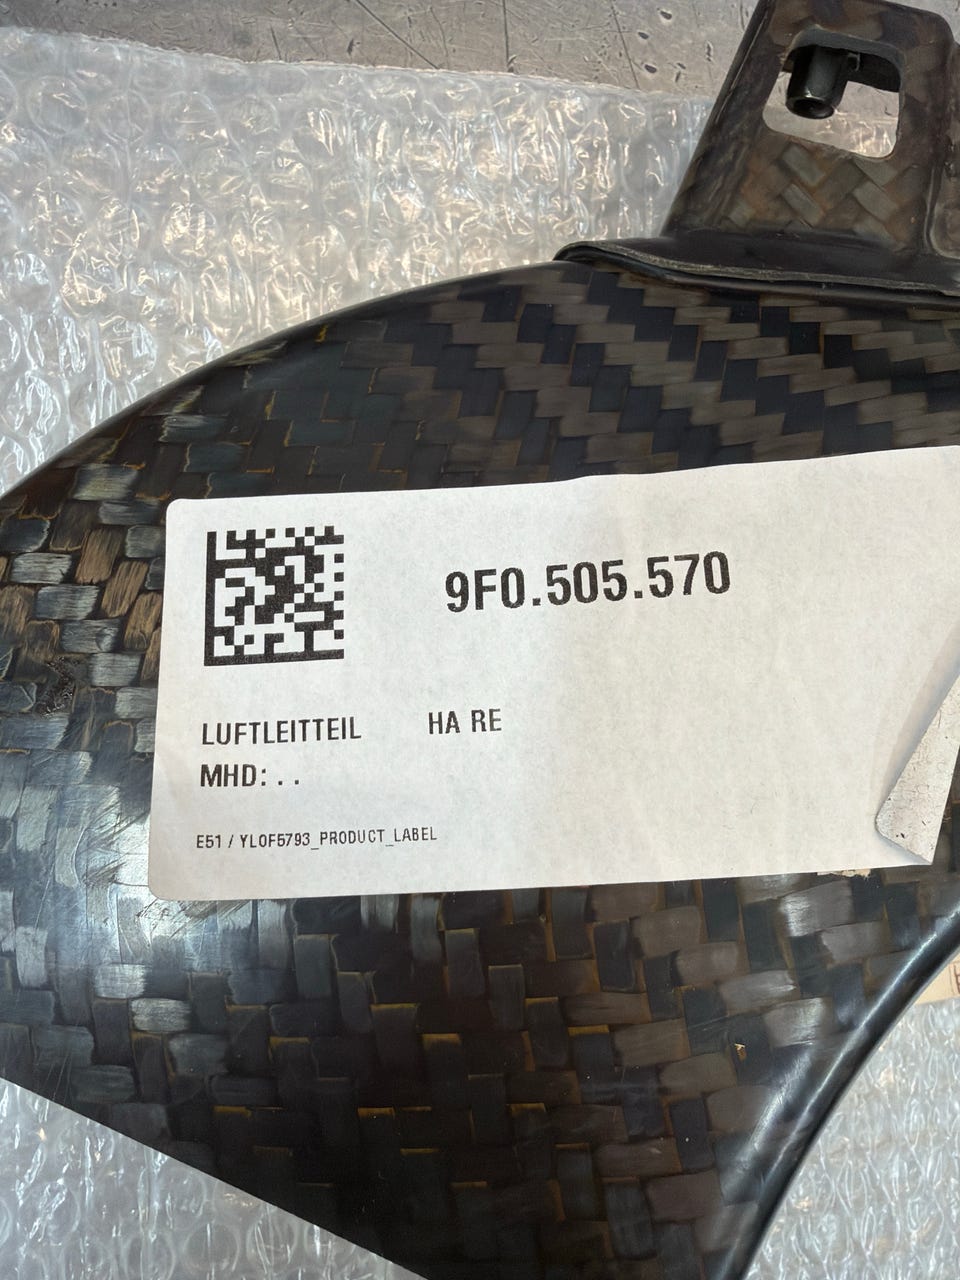 9F0.505.570
LUFTLEITTEIL HA RE
MHD: . .
E51 / YLOF5793_PRODUCT_LABEL